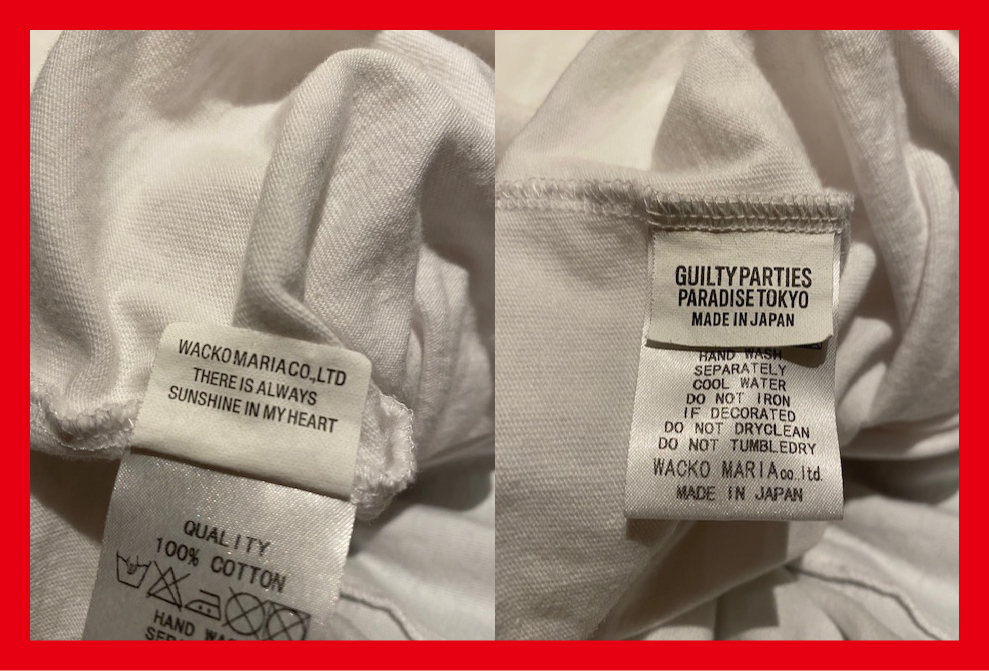 WACKO MARIA CO.,LTD
THERE IS ALWAYS
SUNSHINE IN MY HEART
QUALITY
100% COTTON
HAND
GUILTY PARTIES
PARADISE TOKYO
MADE IN JAPAN
HAND WASH
SEPARATELY
COOL WATER
DO NOT IRON
IF DECORATED
DO NOT DRYCLEAN
DO NOT TUMBLEDRY
WACKO MARIAco.,ltd.
MADE IN JAPAN